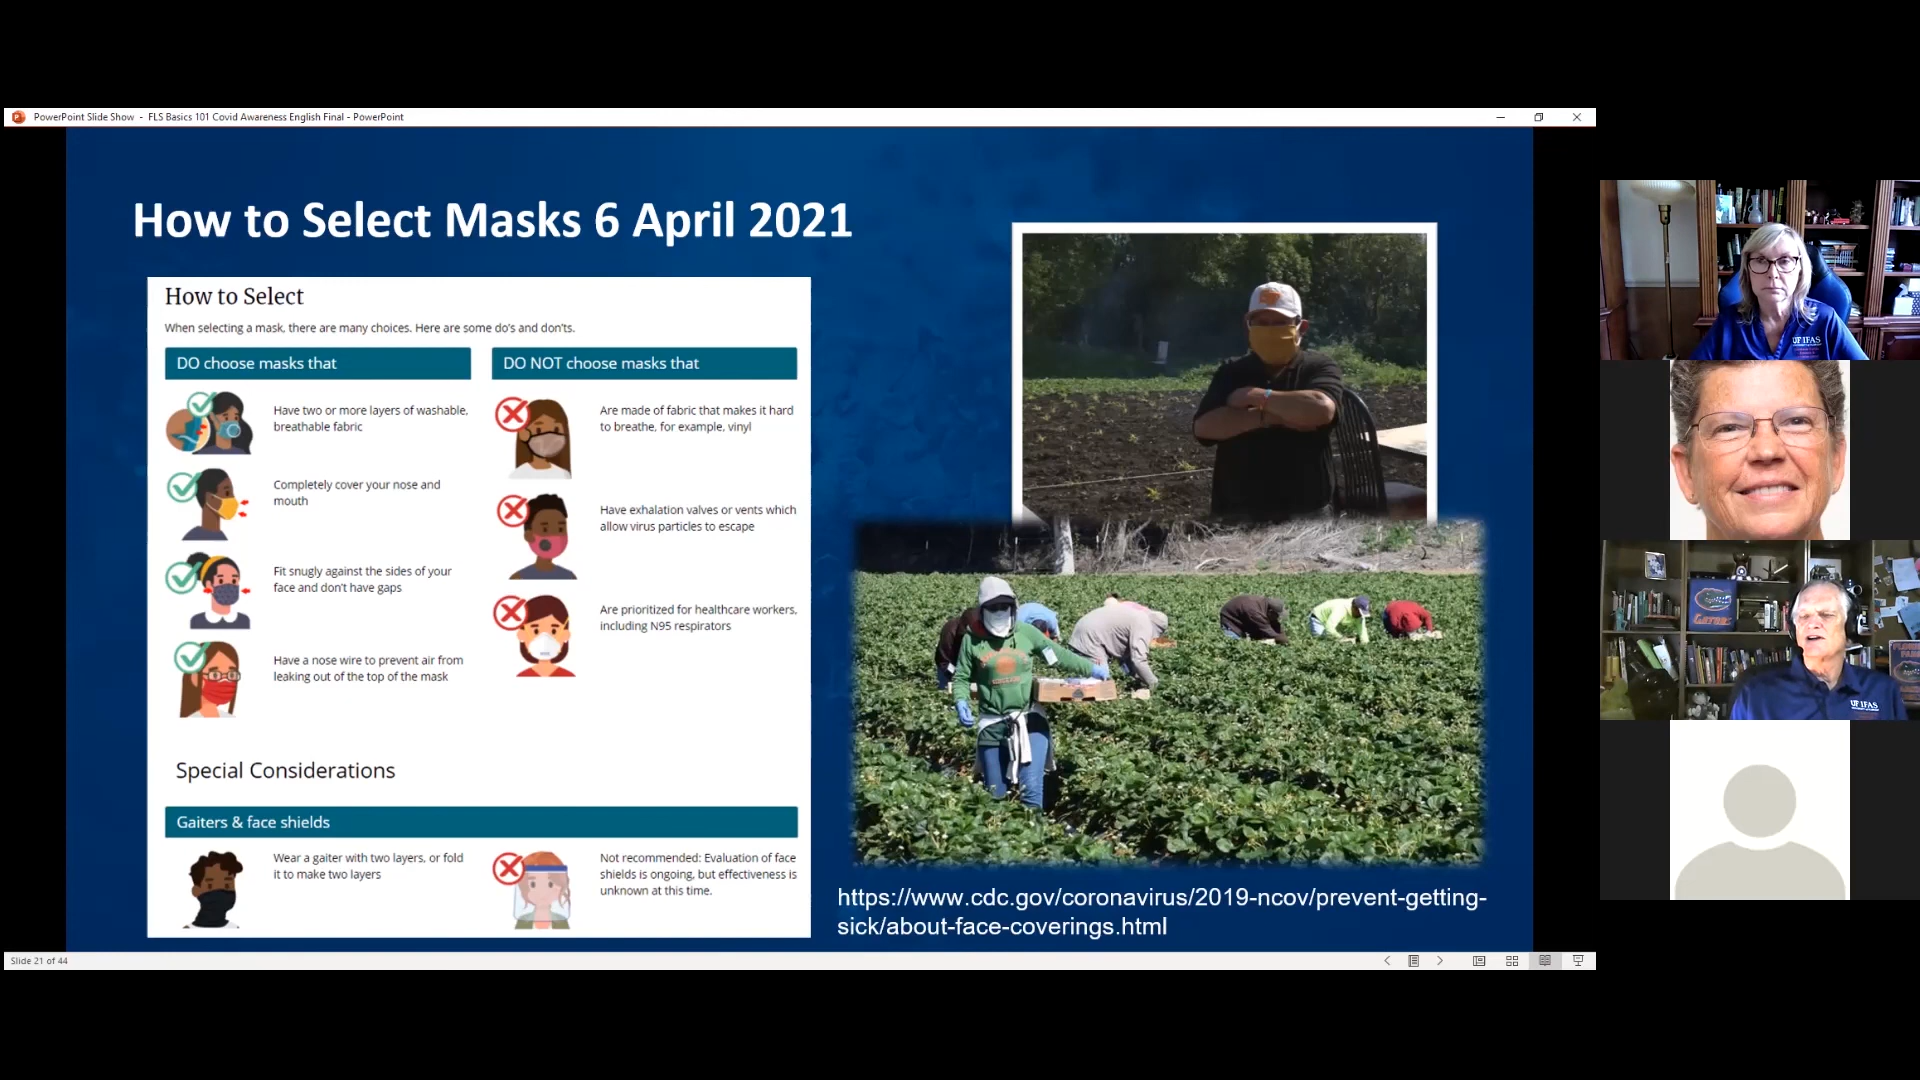 PowerPoint Slide Show - FLS Basics 101 Covid Awareness English Final - PowerPoint
How to Select Masks 6 April 2021
How to Select
When selecting a mask, there are many choices. Here are some do's and don'ts.
DO choose masks that
Have two or more layers of washable,
breathable fabric
Completely cover your nose and
mouth
Fit snugly against the sides of your
face and don't have gaps
Have a nose wire to prevent air from
leaking out of the top of the mask
DO NOT choose masks that
Are made of fabric that makes it hard
to breathe, for example, vinyl
Have exhalation valves or vents which
allow virus particles to escape
Are prioritized for healthcare workers,
including N95 respirators
Special Considerations
Gaiters & face shields
Wear a gaiter with two layers, or fold
it to make two layers
Not recommended: Evaluation of face
shields is ongoing, but effectiveness is
unknown at this time.
https://www.cdc.gov/coronavirus/2019-ncov/prevent-getting-
sick/about-face-coverings.html
Slide 21 of 44
UF IFAS
GATORS
UF IFAS